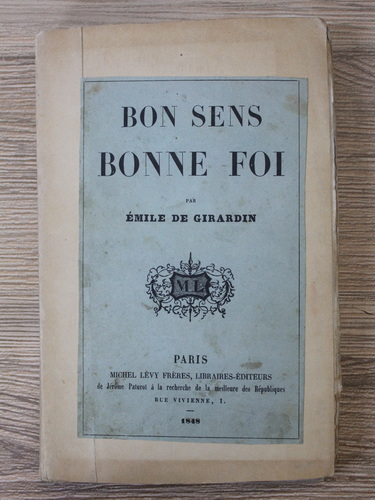 BON SENS
BONNE FOI
PAR
ÉMILE DE GIRARDIN
M L
PARIS
MICHEL LÉVY FRÈRES, LIBRAIRES-ÉDITEURS
de Jérôme Paturot à la recherche de la meilleure des Républiques
RUE VIVIENNE, 1.
1848